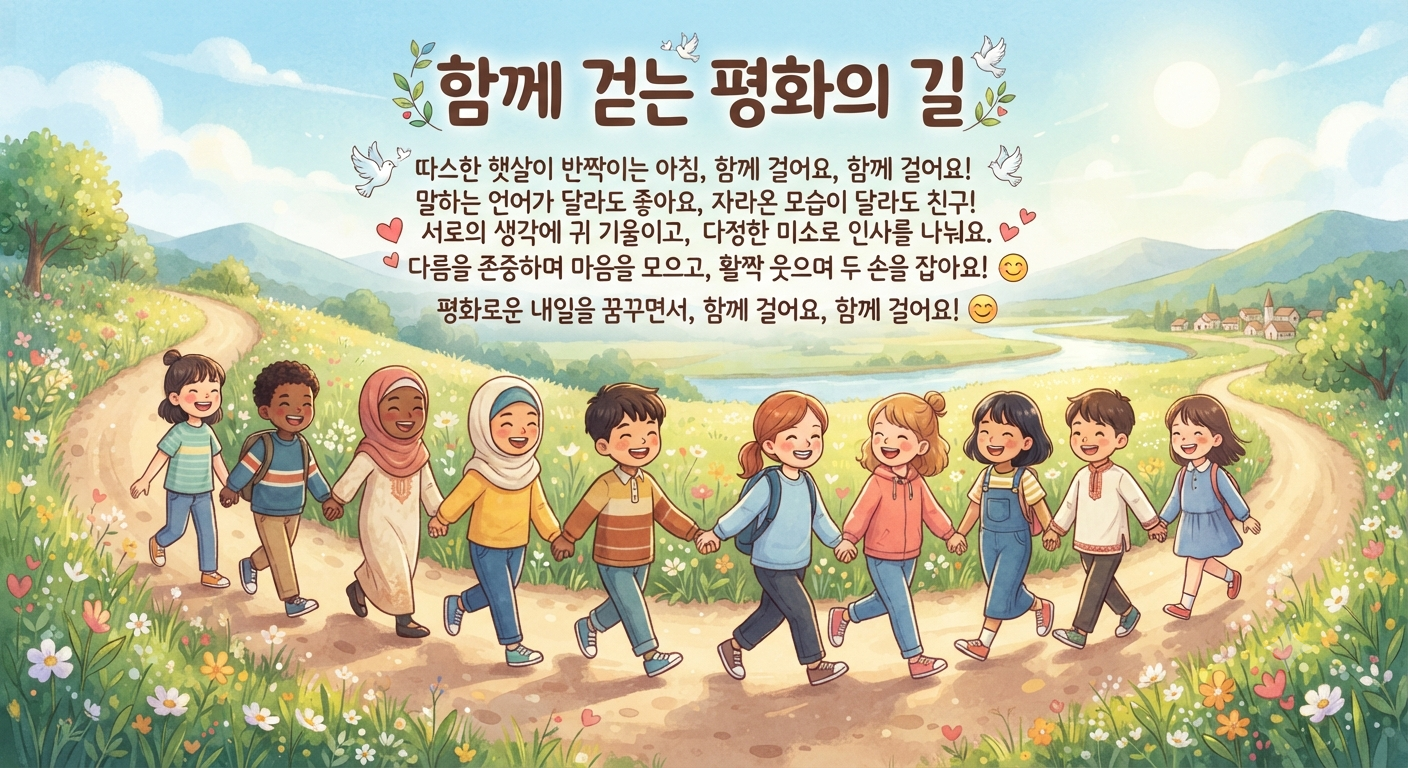 함께 걷는 평화의 길
따스한 햇살이 반짝이는 아침, 함께 걸어요, 함께 걸어요!
말하는 언어가 달라도 좋아요, 자라온 모습이 달라도 친구!
서로의 생각에 귀 기울이고, 다정한 미소로 인사를 나눠요.
다름을 존중하며 마음을 모으고, 활짝 웃으며 두 손을 잡아요! 😊
평화로운 내일을 꿈꾸면서, 함께 걸어요, 함께 걸어요! 😊